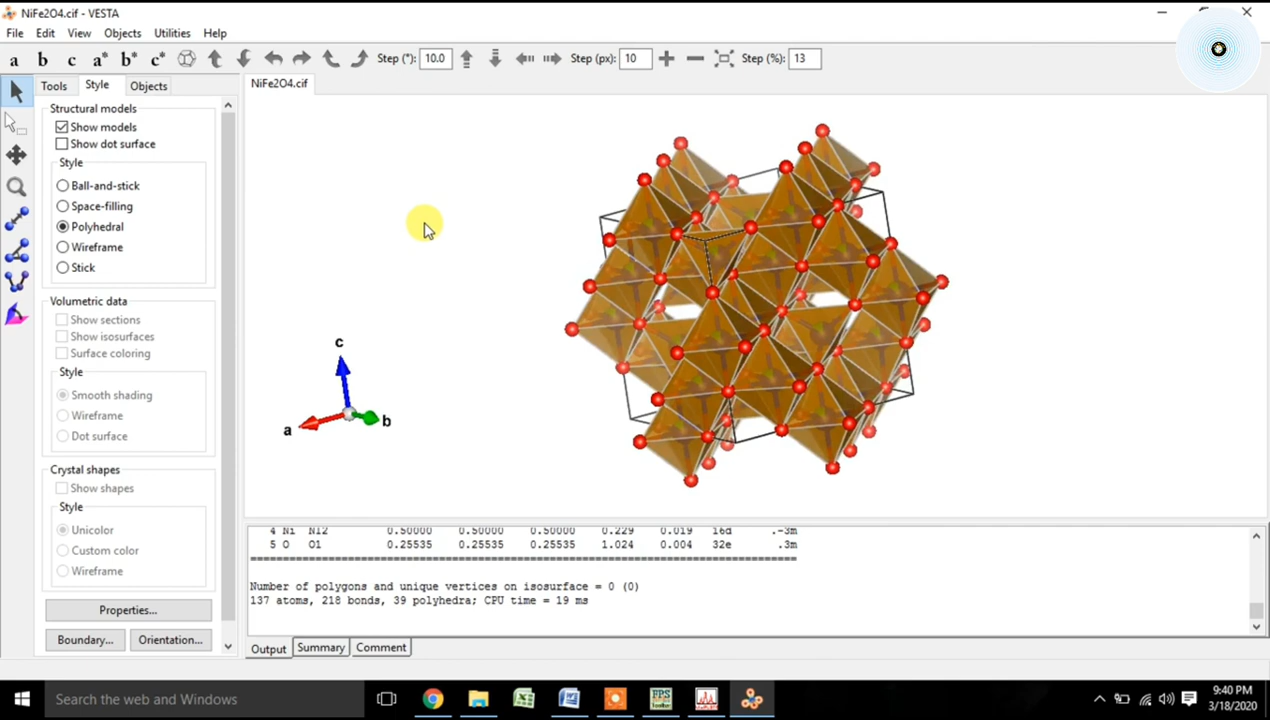 NiFe2O4.cif - VESTA
File Edit View Objects Utilities Help
a b c a* b* c* Step (°): 10.0 Step (px): 10 Step (%): 13
Tools Style Objects
NiFe2O4.cif
Structural models
Show models
Show dot surface
Style
Ball-and-stick
Space-filling
Polyhedral
Wireframe
Stick
Volumetric data
Show sections
Show isosurfaces
Surface coloring
Style
Smooth shading
Wireframe
Dot surface
Crystal shapes
Show shapes
Style
Unicolor
Custom color
Wireframe
Properties...
Boundary... Orientation...
c
a
b
4 Ni Ni2 0.50000 0.50000 0.50000 0.229 0.019 16d .-3m
5 O O1 0.25535 0.25535 0.25535 1.024 0.004 32e .3m
==============================================================================
Number of polygons and unique vertices on isosurface = 0 (0)
137 atoms, 218 bonds, 39 polyhedra; CPU time = 19 ms
Output Summary Comment
Search the web and Windows
9:40 PM
3/18/2020